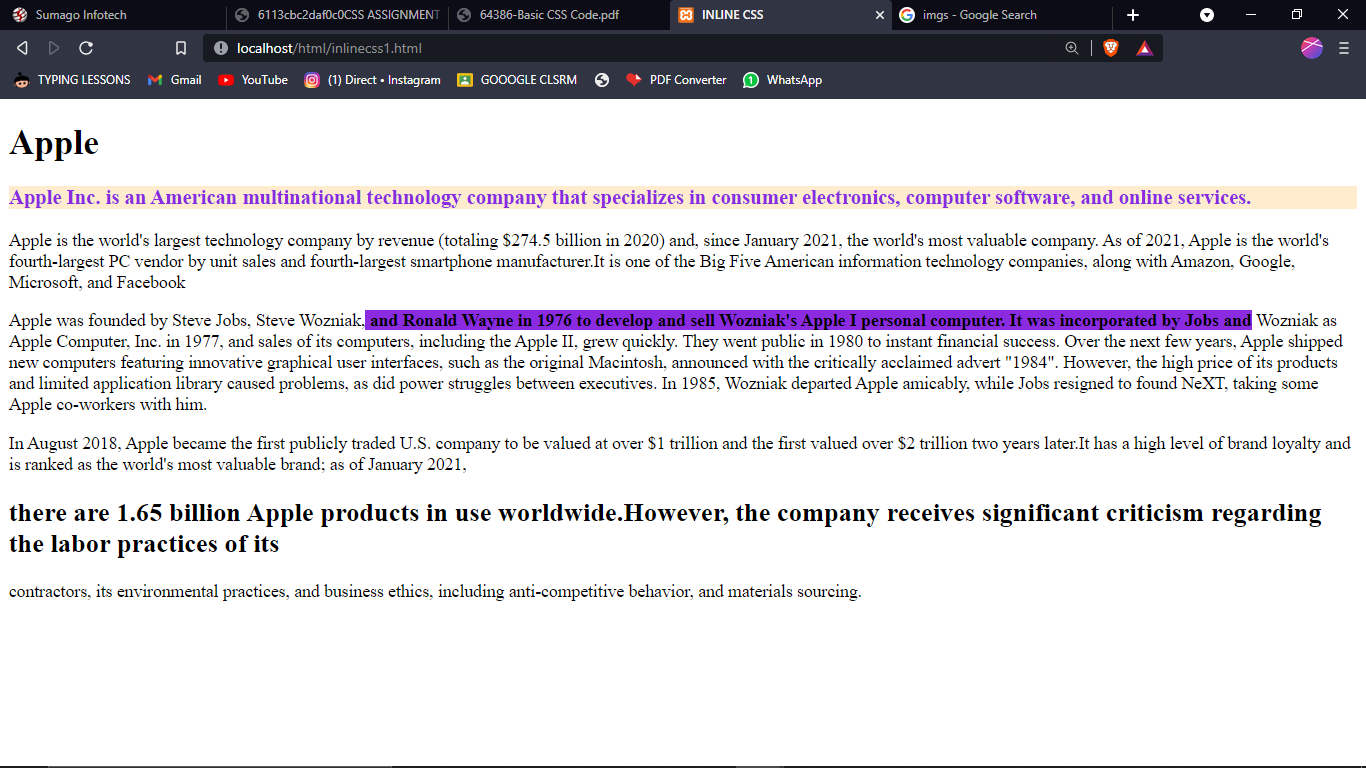 Sumago Infotech
6113cbc2daf0c0CSS ASSIGNMENT
64386-Basic CSS Code.pdf
INLINE CSS
imgs - Google Search
localhost/html/inlinecss1.html
TYPING LESSONS
Gmail
YouTube
(1) Direct • Instagram
GOOOGLE CLSRM
PDF Converter
1
WhatsApp
Apple
Apple Inc. is an American multinational technology company that specializes in consumer electronics, computer software, and online services.
Apple is the world's largest technology company by revenue (totaling $274.5 billion in 2020) and, since January 2021, the world's most valuable company. As of 2021, Apple is the world's
fourth-largest PC vendor by unit sales and fourth-largest smartphone manufacturer.It is one of the Big Five American information technology companies, along with Amazon, Google,
Microsoft, and Facebook
Apple was founded by Steve Jobs, Steve Wozniak, and Ronald Wayne in 1976 to develop and sell Wozniak's Apple I personal computer. It was incorporated by Jobs and Wozniak as
Apple Computer, Inc. in 1977, and sales of its computers, including the Apple II, grew quickly. They went public in 1980 to instant financial success. Over the next few years, Apple shipped
new computers featuring innovative graphical user interfaces, such as the original Macintosh, announced with the critically acclaimed advert "1984". However, the high price of its products
and limited application library caused problems, as did power struggles between executives. In 1985, Wozniak departed Apple amicably, while Jobs resigned to found NeXT, taking some
Apple co-workers with him.
In August 2018, Apple became the first publicly traded U.S. company to be valued at over $1 trillion and the first valued over $2 trillion two years later.It has a high level of brand loyalty and
is ranked as the world's most valuable brand; as of January 2021,
there are 1.65 billion Apple products in use worldwide.However, the company receives significant criticism regarding
the labor practices of its
contractors, its environmental practices, and business ethics, including anti-competitive behavior, and materials sourcing.